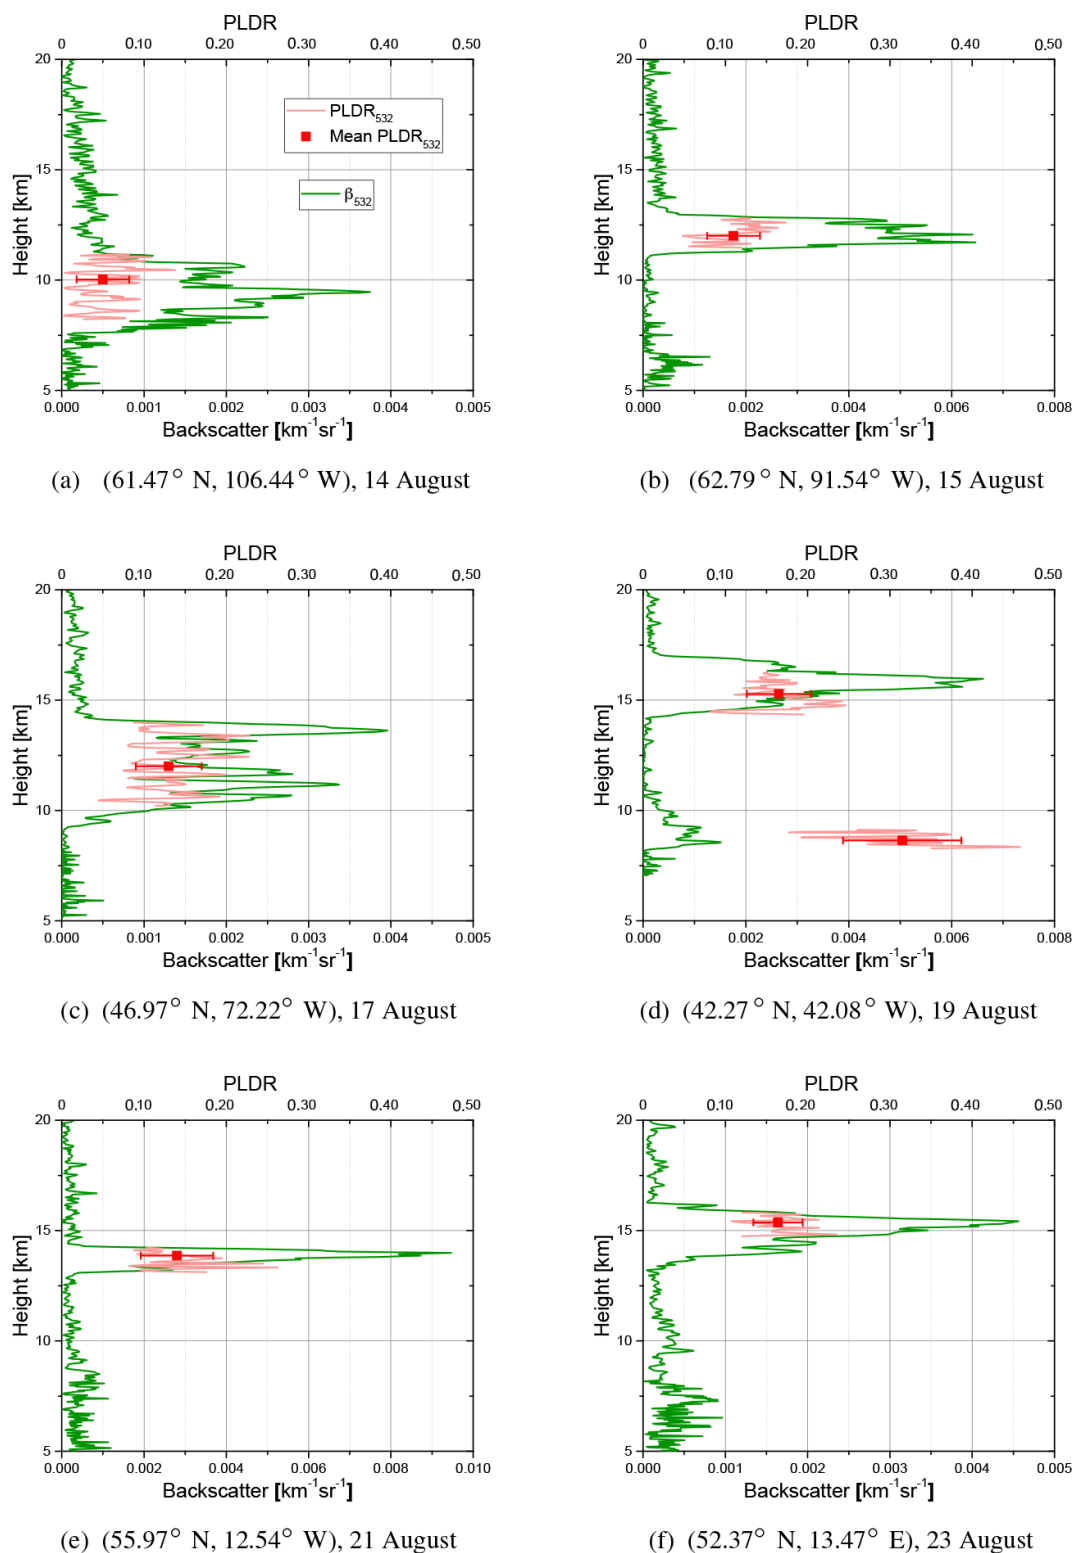 PLDR
0 0.10 0.20 0.30 0.40 0.50
20
15
10
5
Height [km]
PLDR532
Mean PLDR532
β532
0.000 0.001 0.002 0.003 0.004 0.005
Backscatter [km-1sr-1]
(a) (61.47° N, 106.44° W), 14 August
PLDR
0 0.10 0.20 0.30 0.40 0.50
20
15
10
5
Height [km]
0.000 0.002 0.004 0.006 0.008
Backscatter [km-1sr-1]
(b) (62.79° N, 91.54° W), 15 August
PLDR
0 0.10 0.20 0.30 0.40 0.50
20
15
10
5
Height [km]
0.000 0.001 0.002 0.003 0.004 0.005
Backscatter [km-1sr-1]
(c) (46.97° N, 72.22° W), 17 August
PLDR
0 0.10 0.20 0.30 0.40 0.50
20
15
10
5
Height [km]
0.000 0.002 0.004 0.006 0.008
Backscatter [km-1sr-1]
(d) (42.27° N, 42.08° W), 19 August
PLDR
0 0.10 0.20 0.30 0.40 0.50
20
15
10
5
Height [km]
0.000 0.002 0.004 0.006 0.008 0.010
Backscatter [km-1sr-1]
(e) (55.97° N, 12.54° W), 21 August
PLDR
0 0.10 0.20 0.30 0.40 0.50
20
15
10
5
Height [km]
0.000 0.001 0.002 0.003 0.004 0.005
Backscatter [km-1sr-1]
(f) (52.37° N, 13.47° E), 23 August